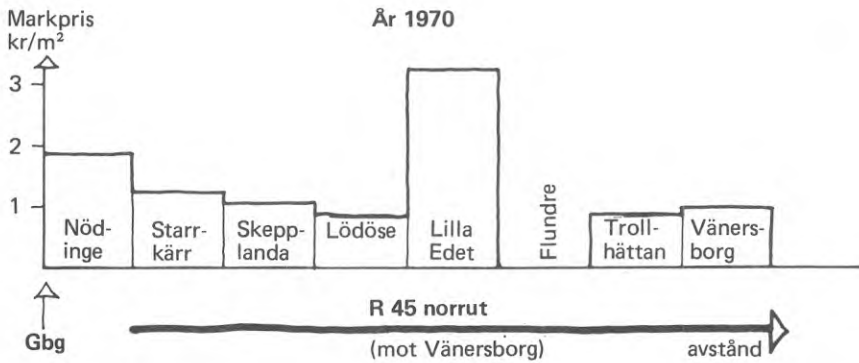 Markpris
kr/m²
År 1970
3
2
1
Nöd-
inge
Starr-
kärr
Skepp-
landa
Lödöse
Lilla
Edet
Flundre
Troll-
hättan
Väners-
borg
Gbg
R 45 norrut
(mot Vänersborg)
avstånd